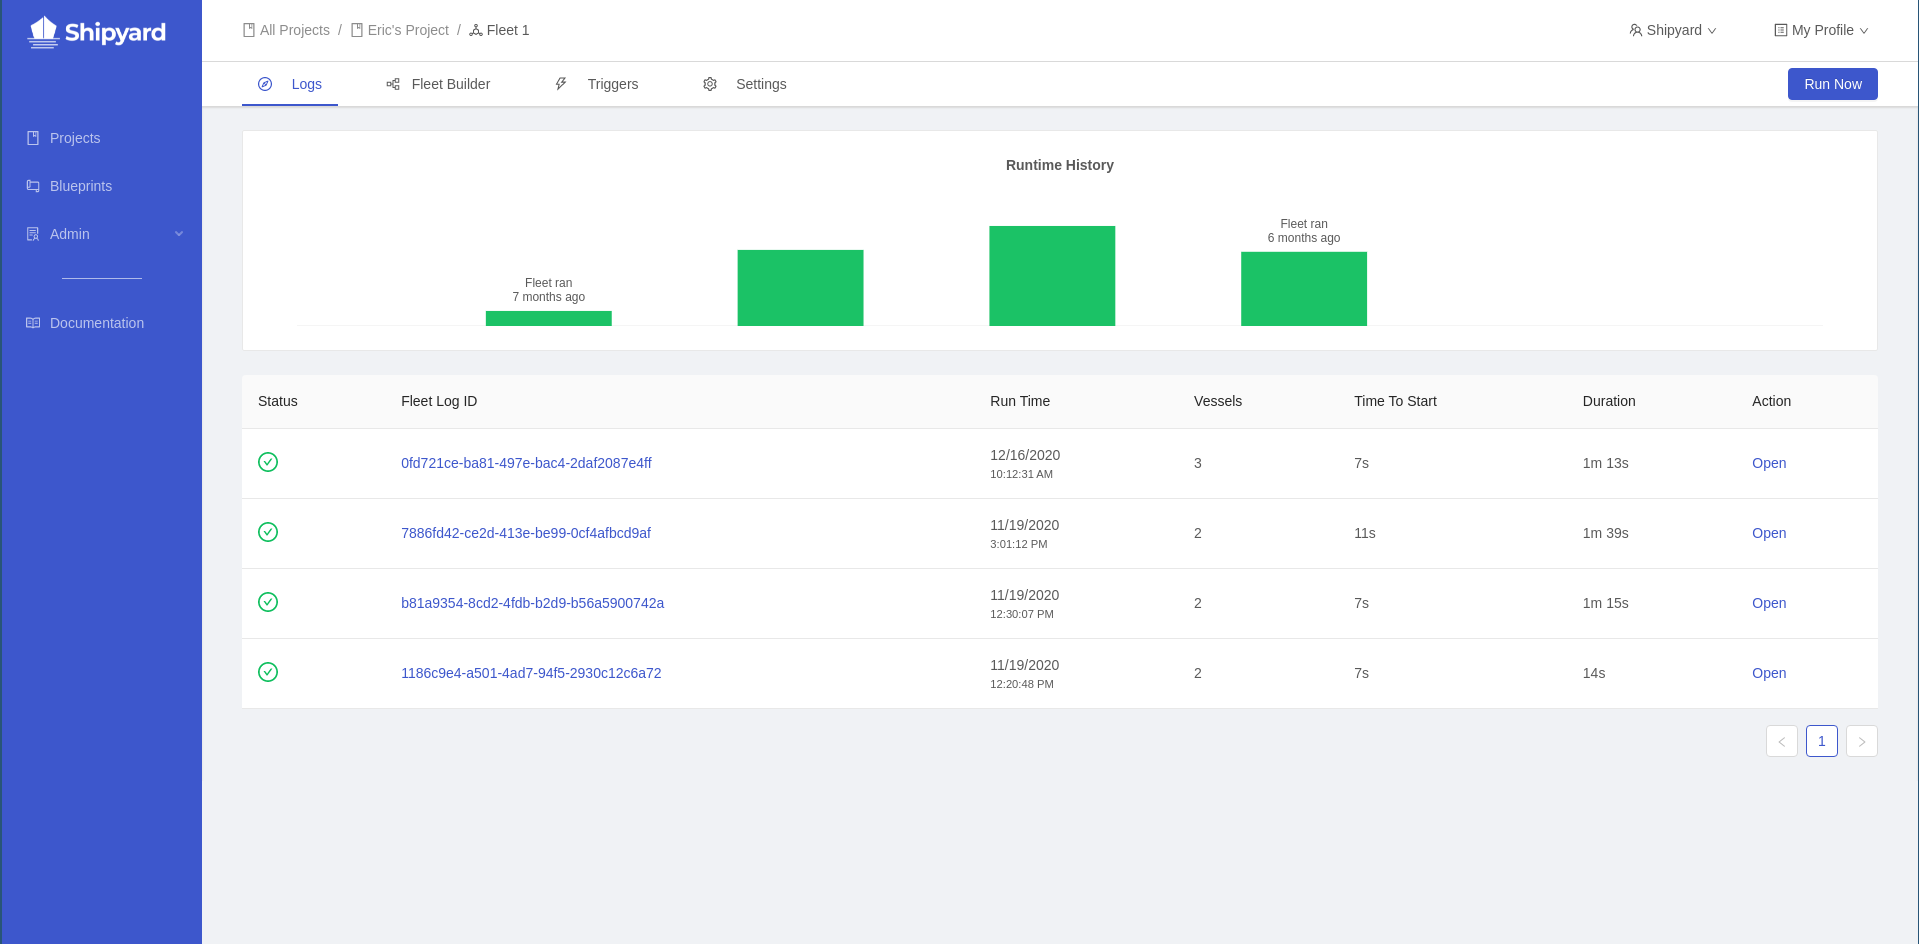 Shipyard
All Projects / Eric's Project / Fleet 1
Shipyard
My Profile
Logs
Fleet Builder
Triggers
Settings
Run Now
Projects
Blueprints
Admin
Documentation
Runtime History
Fleet ran
7 months ago
Fleet ran
6 months ago
Status Fleet Log ID Run Time Vessels Time To Start Duration Action
0fd721ce-ba81-497e-bac4-2daf2087e4ff 12/16/2020 3 7s 1m 13s Open
10:12:31 AM
7886fd42-ce2d-413e-be99-0cf4afbcd9af 11/19/2020 2 11s 1m 39s Open
3:01:12 PM
b81a9354-8cd2-4fdb-b2d9-b56a5900742a 11/19/2020 2 7s 1m 15s Open
12:30:07 PM
1186c9e4-a501-4ad7-94f5-2930c12c6a72 11/19/2020 2 7s 14s Open
12:20:48 PM
1